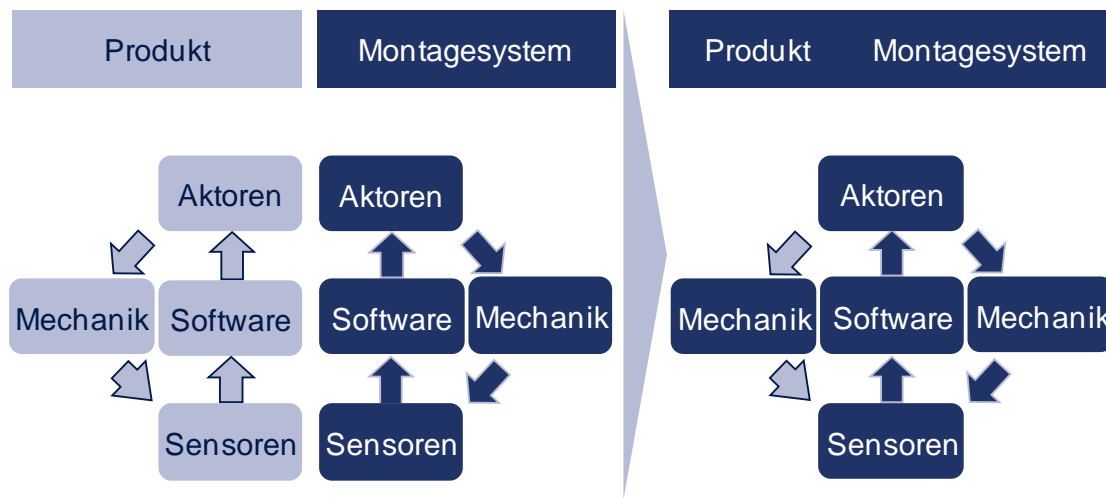 Produkt
Montagesystem
Produkt
Montagesystem
Aktoren
Aktoren
Aktoren
Mechanik
Software
Software
Mechanik
Mechanik
Software
Mechanik
Sensoren
Sensoren
Sensoren